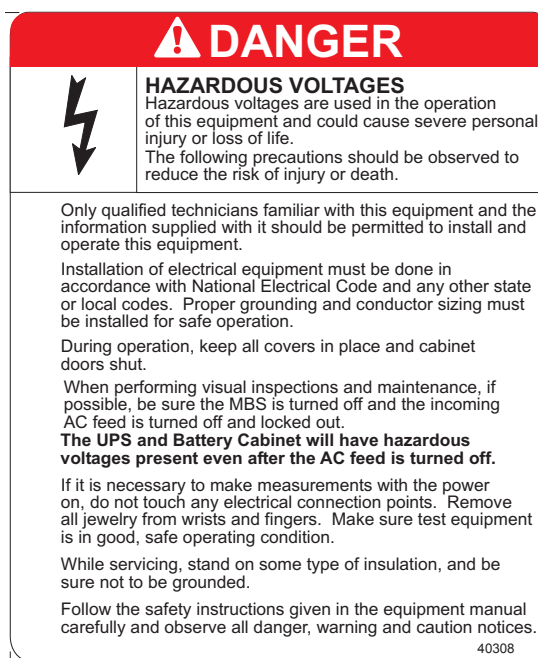 DANGER
HAZARDOUS VOLTAGES
Hazardous voltages are used in the operation
of this equipment and could cause severe personal
injury or loss of life.
The following precautions should be observed to
reduce the risk of injury or death.
Only qualified technicians familiar with this equipment and the
information supplied with it should be permitted to install and
operate this equipment.
Installation of electrical equipment must be done in
accordance with National Electrical Code and any other state
or local codes.  Proper grounding and conductor sizing must
be installed for safe operation.
During operation, keep all covers in place and cabinet
doors shut.
When performing visual inspections and maintenance, if
possible, be sure the MBS is turned off and the incoming
AC feed is turned off and locked out.
The UPS and Battery Cabinet will have hazardous
voltages present even after the AC feed is turned off.
If it is necessary to make measurements with the power
on, do not touch any electrical connection points.  Remove
all jewelry from wrists and fingers.  Make sure test equipment
is in good, safe operating condition.
While servicing, stand on some type of insulation, and be
sure not to be grounded.
Follow the safety instructions given in the equipment manual
carefully and observe all danger, warning and caution notices.
40308